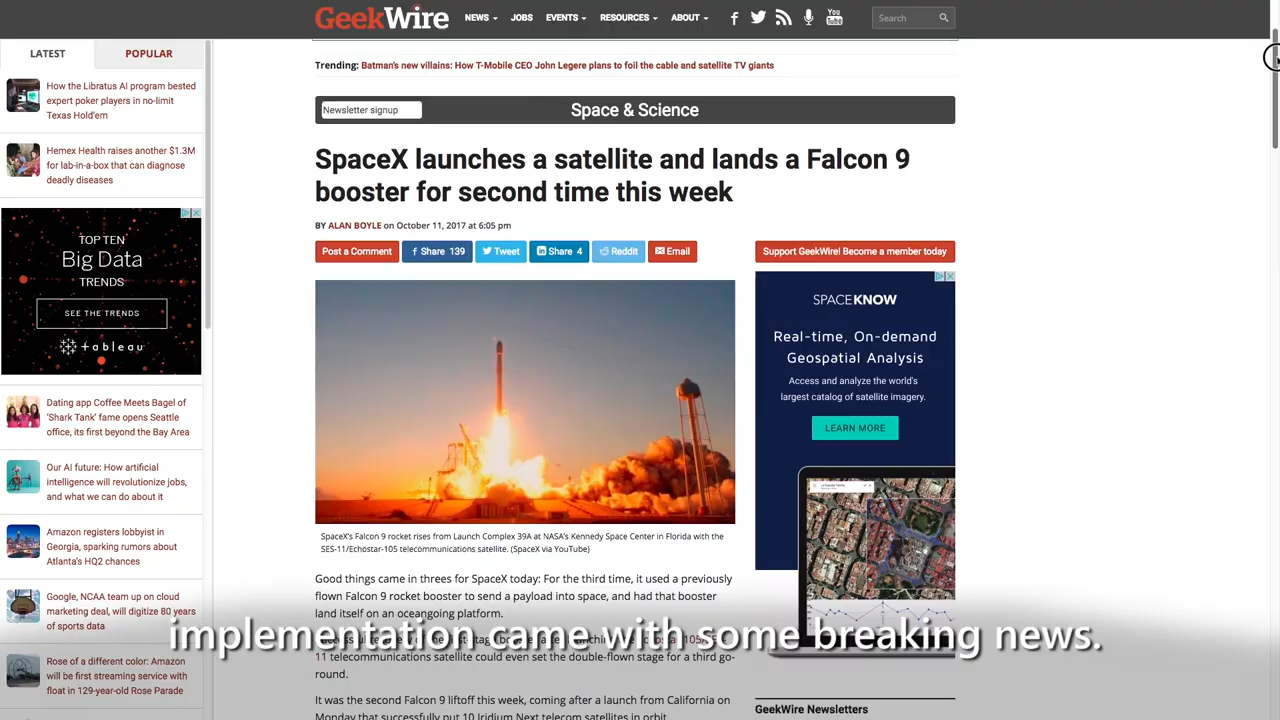 GeekWire
NEWS JOBS EVENTS RESOURCES ABOUT
You
Tube
Search
LATEST POPULAR
How the Libratus AI program bested
expert poker players in no-limit
Texas Hold'em
Hemex Health raises another $1.3M
for lab-in-a-box that can diagnose
deadly diseases
TOP TEN
Big Data
TRENDS
SEE THE TRENDS
+ a b l e a u
Dating app Coffee Meets Bagel of
'Shark Tank' fame opens Seattle
office, its first beyond the Bay Area
Our AI future: How artificial
intelligence will revolutionize jobs,
and what we can do about it
Amazon registers lobbyist in
Georgia, sparking rumors about
Atlanta's HQ2 chances
Google, NCAA team up on cloud
marketing deal, will digitize 80 years
of sports data
Rose of a different color: Amazon
will be first streaming service with
float in 129-year-old Rose Parade
Trending: Batman's new villains: How T-Mobile CEO John Legere plans to foil the cable and satellite TV giants
Newsletter signup Space & Science
SpaceX launches a satellite and lands a Falcon 9
booster for second time this week
BY ALAN BOYLE on October 11, 2017 at 6:05 pm
Post a Comment Share 139 Tweet Share 4 Reddit Email
SpaceX's Falcon 9 rocket rises from Launch Complex 39A at NASA's Kennedy Space Center in Florida with the
SES-11/Echostar-105 telecommunications satellite. (SpaceX via YouTube)
Good things came in threes for SpaceX today: For the third time, it used a previously
flown Falcon 9 rocket booster to send a payload into space, and had that booster
land itself on an oceangoing platform.
11 telecommunications satellite could even set the double-flown stage for a third go-
round.
It was the second Falcon 9 liftoff this week, coming after a launch from California on
Monday that successfully put 10 Iridium Next telecom satellites in orbit.
Support GeekWire! Become a member today
SPACEKNOW
Real-time, On-demand
Geospatial Analysis
Access and analyze the world's
largest catalog of satellite imagery.
LEARN MORE
GeekWire Newsletters
implementation came with some breaking news.